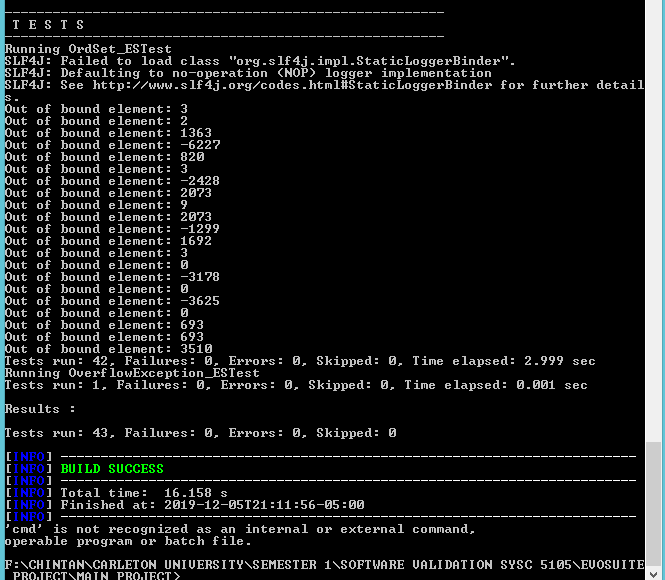 -------------------------------------------------------
 T E S T S
-------------------------------------------------------
Running OrdSet_ESTest
SLF4J: Failed to load class "org.slf4j.impl.StaticLoggerBinder".
SLF4J: Defaulting to no-operation (NOP) logger implementation
SLF4J: See http://www.slf4j.org/codes.html#StaticLoggerBinder for further detail
s.
Out of bound element: 3
Out of bound element: 2
Out of bound element: 1363
Out of bound element: -6227
Out of bound element: 820
Out of bound element: 3
Out of bound element: -2428
Out of bound element: 2073
Out of bound element: 9
Out of bound element: 2073
Out of bound element: -1299
Out of bound element: 1692
Out of bound element: 3
Out of bound element: 0
Out of bound element: -3178
Out of bound element: 0
Out of bound element: -3625
Out of bound element: 0
Out of bound element: 693
Out of bound element: 693
Out of bound element: 3510
Tests run: 42, Failures: 0, Errors: 0, Skipped: 0, Time elapsed: 2.999 sec
Running OverflowException_ESTest
Tests run: 1, Failures: 0, Errors: 0, Skipped: 0, Time elapsed: 0.001 sec

Results :

Tests run: 43, Failures: 0, Errors: 0, Skipped: 0

[INFO] ------------------------------------------------------------------------
[INFO] BUILD SUCCESS
[INFO] ------------------------------------------------------------------------
[INFO] Total time:  16.158 s
[INFO] Finished at: 2019-12-05T21:11:56-05:00
[INFO] ------------------------------------------------------------------------
'cmd' is not recognized as an internal or external command,
operable program or batch file.

F:\CHINTAN\CARLETON UNIVERSITY\SEMESTER 1\SOFTWARE VALIDATION SYSC 5105\EVOSUITE
 PROJECT\MAIN PROJECT>